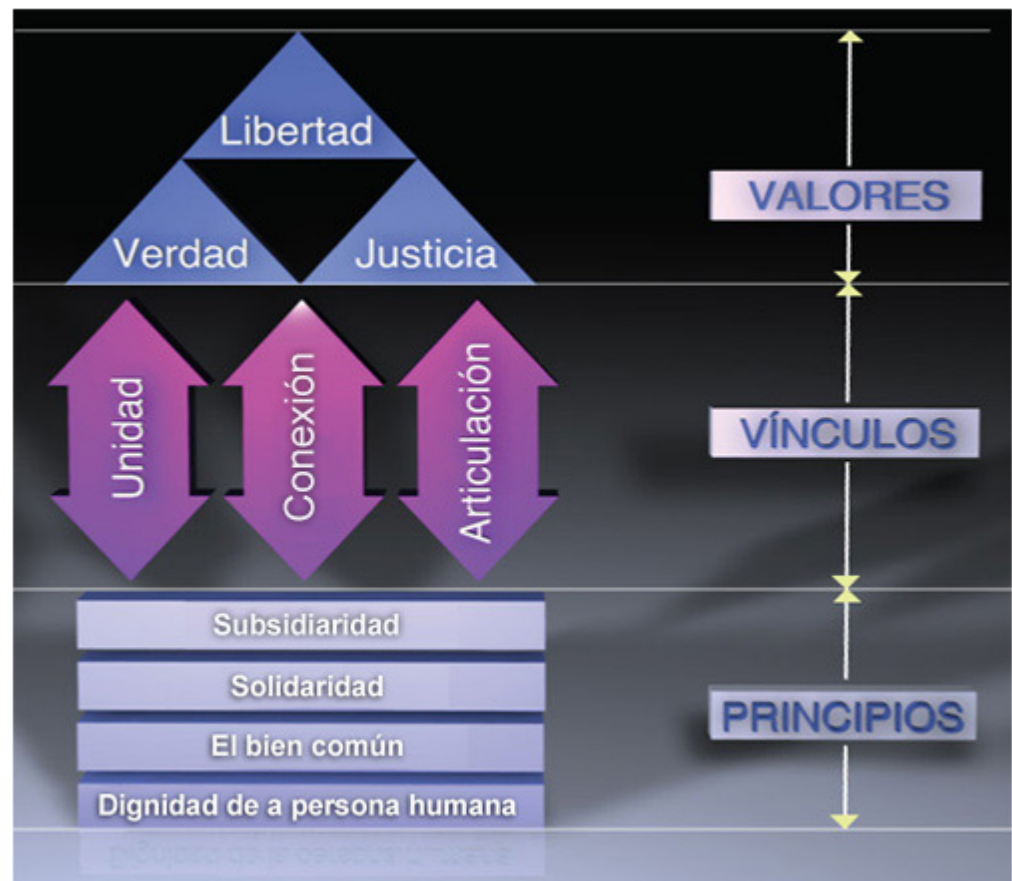 Libertad
Verdad
Justicia
VALORES
Unidad
Conexión
Articulación
VÍNCULOS
Subsidiaridad
Solidaridad
El bien común
Dignidad de a persona humana
PRINCIPIOS